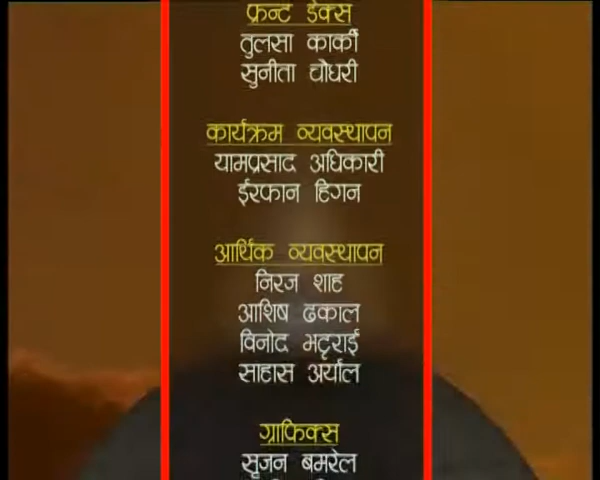 फ्रन्ट डेक्स
तुलसा कार्की
सुनीता चौधरी
कार्यक्रम व्यवस्थापन
यामप्रसाद अधिकारी
ईरफान हिगन
आर्थिक व्यवस्थापन
निरज शाह
आशिष ढकाल
विनोद भट्टराई
साहास अर्याल
ग्राफिक्स
सृजन बमरेल